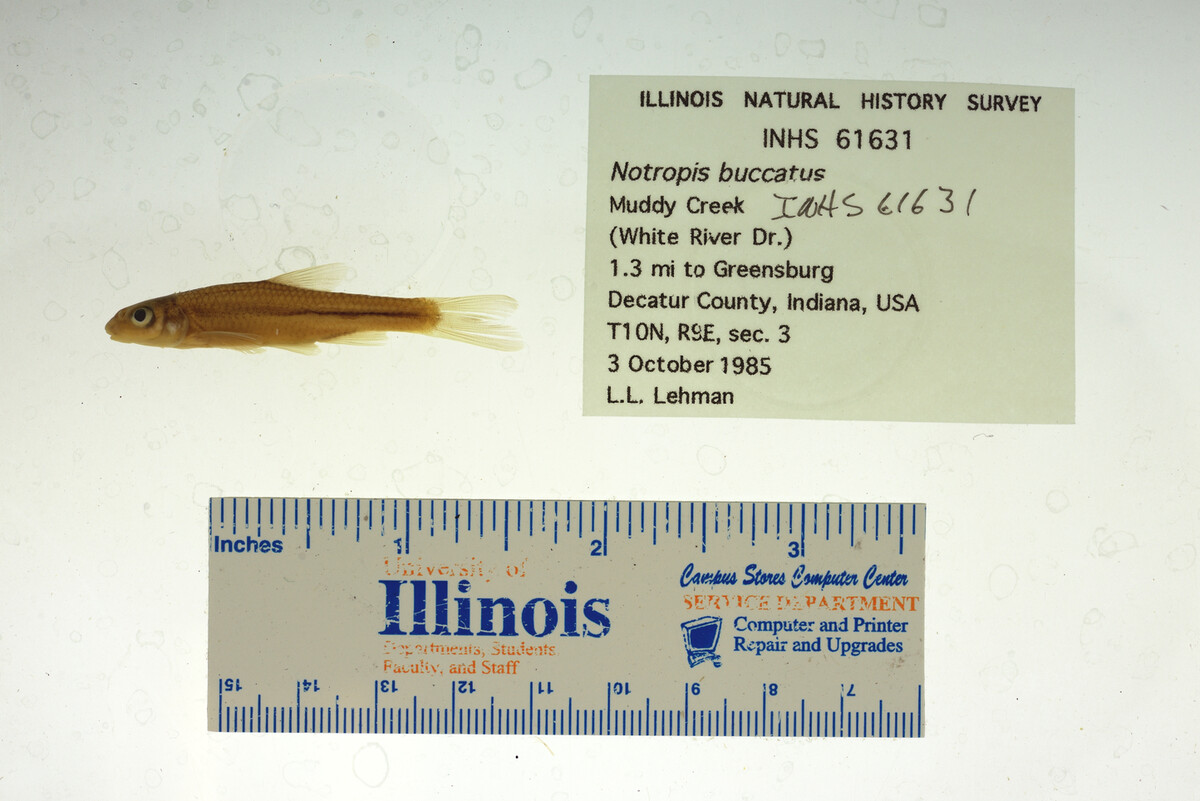 ILLINOIS NATURAL HISTORY SURVEY
INHS 61631
Notropis buccatus
Muddy Creek INHS 61631
(White River Dr.)
1.3 mi to Greensburg
Decatur County, Indiana, USA
T10N, R9E, sec. 3
3 October 1985
L.L. Lehman
Inches 1 2 3
University of
Illinois
Departments, Students
Faculty, and Staff
Campus Stores Computer Center
SERVICE DEPARTMENT
Computer and Printer
Repair and Upgrades
15 14 13 12 11 10 9 8 7